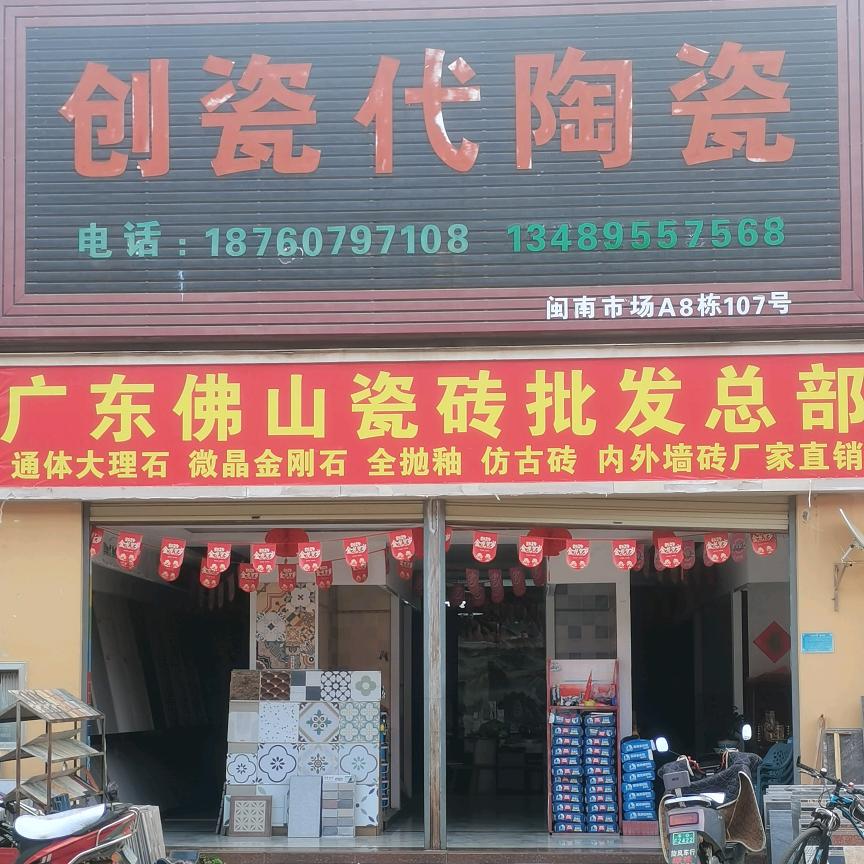 创瓷代陶瓷
电话:18760797108 13489557568
闽南市场A8栋107号
广东佛山瓷砖批发总部
通体大理石 微晶金刚石 全抛釉 仿古砖 内外墙砖厂家直销